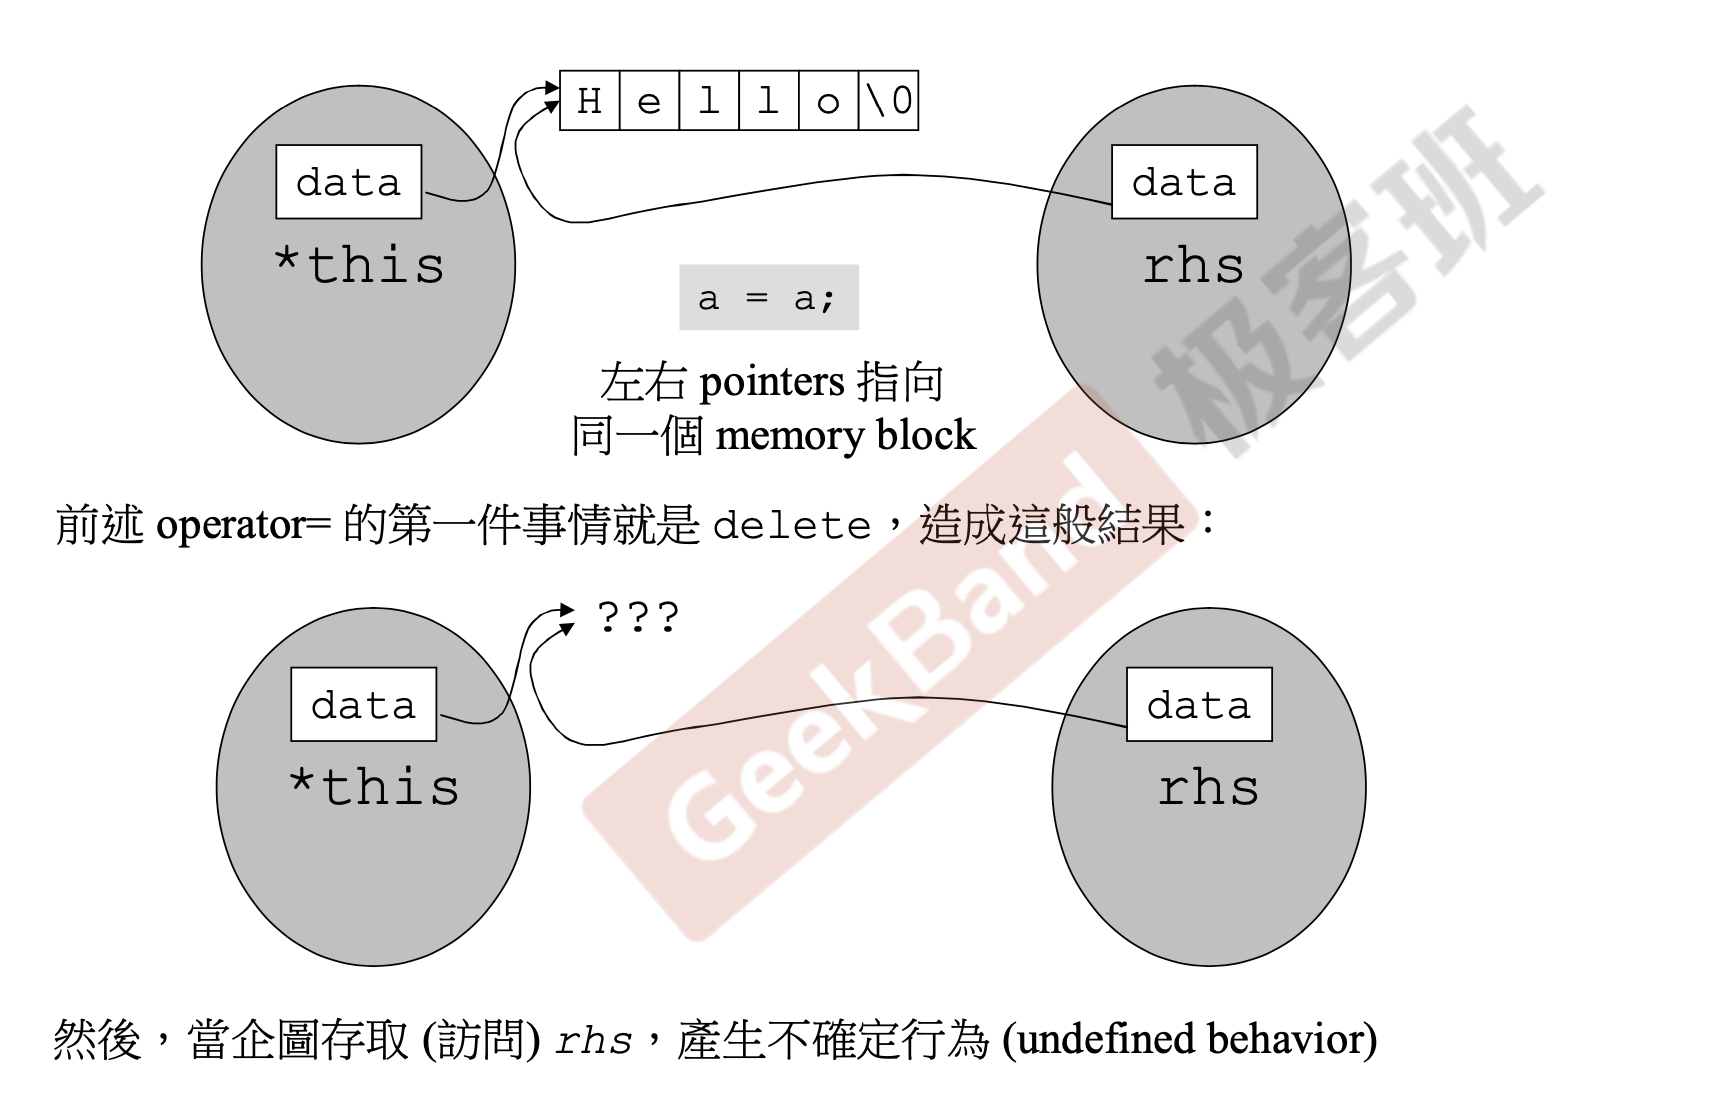 H e l l o \0
data
data
*this
rhs
a = a;
左右 pointers 指向
同一個 memory block
极客班
前述 operator= 的第一件事情就是 delete，造成這般結果：
GeekBand
???
data
data
*this
rhs
然後，當企圖存取 (訪問) rhs，產生不確定行為 (undefined behavior)